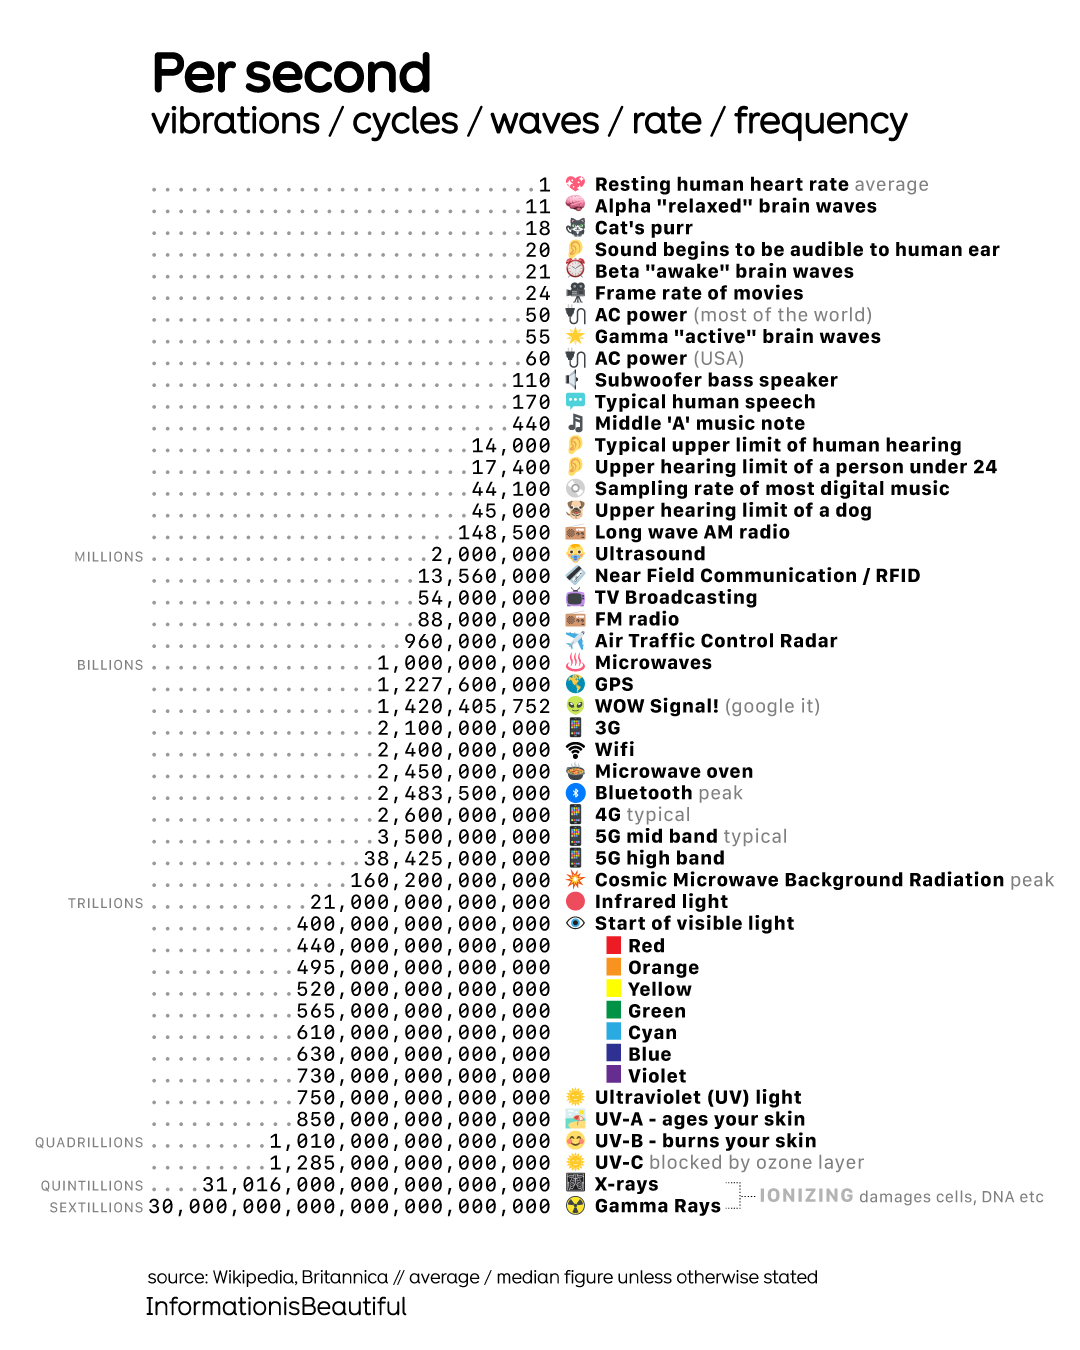 Per second
vibrations / cycles / waves / rate / frequency
1 Resting human heart rate average
11 Alpha "relaxed" brain waves
18 Cat's purr
20 Sound begins to be audible to human ear
21 Beta "awake" brain waves
24 Frame rate of movies
50 AC power (most of the world)
55 Gamma "active" brain waves
60 AC power (USA)
110 Subwoofer bass speaker
170 Typical human speech
440 Middle 'A' music note
14,000 Typical upper limit of human hearing
17,400 Upper hearing limit of a person under 24
44,100 Sampling rate of most digital music
45,000 Upper hearing limit of a dog
148,500 Long wave AM radio
MILLIONS 2,000,000 Ultrasound
13,560,000 Near Field Communication / RFID
54,000,000 TV Broadcasting
88,000,000 FM radio
960,000,000 Air Traffic Control Radar
BILLIONS 1,000,000,000 Microwaves
1,227,600,000 GPS
1,420,405,752 WOW Signal! (google it)
2,100,000,000 3G
2,400,000,000 Wifi
2,450,000,000 Microwave oven
2,483,500,000 Bluetooth peak
2,600,000,000 4G typical
3,500,000,000 5G mid band typical
38,425,000,000 5G high band
160,200,000,000 Cosmic Microwave Background Radiation peak
TRILLIONS 21,000,000,000,000 Infrared light
400,000,000,000,000 Start of visible light
440,000,000,000,000 Red
495,000,000,000,000 Orange
520,000,000,000,000 Yellow
565,000,000,000,000 Green
610,000,000,000,000 Cyan
630,000,000,000,000 Blue
730,000,000,000,000 Violet
750,000,000,000,000 Ultraviolet (UV) light
850,000,000,000,000 UV-A - ages your skin
QUADRILLIONS 1,010,000,000,000,000 UV-B - burns your skin
1,285,000,000,000,000 UV-C blocked by ozone layer
QUINTILLIONS 31,016,000,000,000,000,000 X-rays
IONIZING damages cells, DNA etc
SEXTILLIONS 30,000,000,000,000,000,000,000 Gamma Rays
source: Wikipedia, Britannica // average / median figure unless otherwise stated
InformationisBeautiful